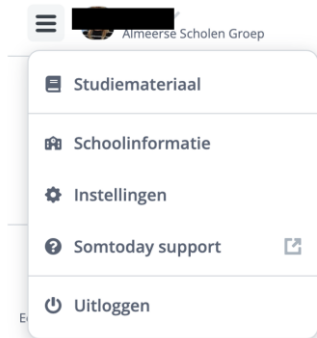 Almeerse Scholen Groep
Studiemateriaal
Schoolinformatie
Instellingen
Somtoday support
Uitloggen